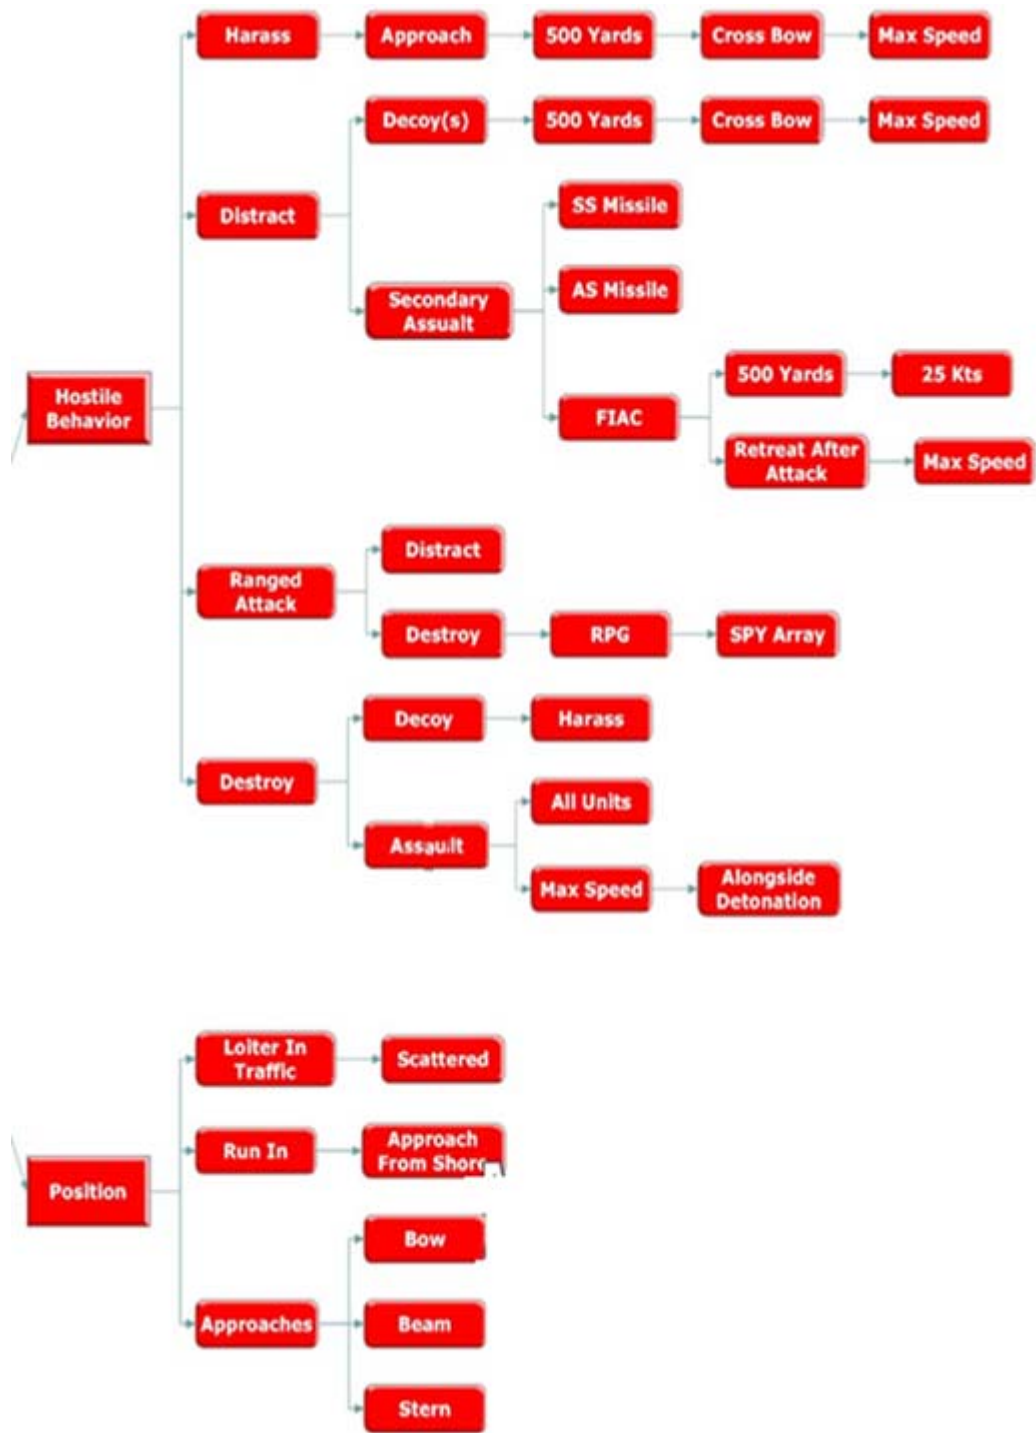 Harass
Approach
500 Yards
Cross Bow
Max Speed
Decoy(s)
500 Yards
Cross Bow
Max Speed
Distract
SS Missile
AS Missile
Secondary
Assualt
Hostile
Behavior
500 Yards
25 Kts
FIAC
Retreat After
Attack
Max Speed
Distract
Ranged
Attack
Destroy
RPG
SPY Array
Decoy
Harass
Destroy
All Units
Assault
Max Speed
Alongside
Detonation
Loiter In
Traffic
Scattered
Run In
Approach
From Shore
Position
Bow
Approaches
Beam
Stern